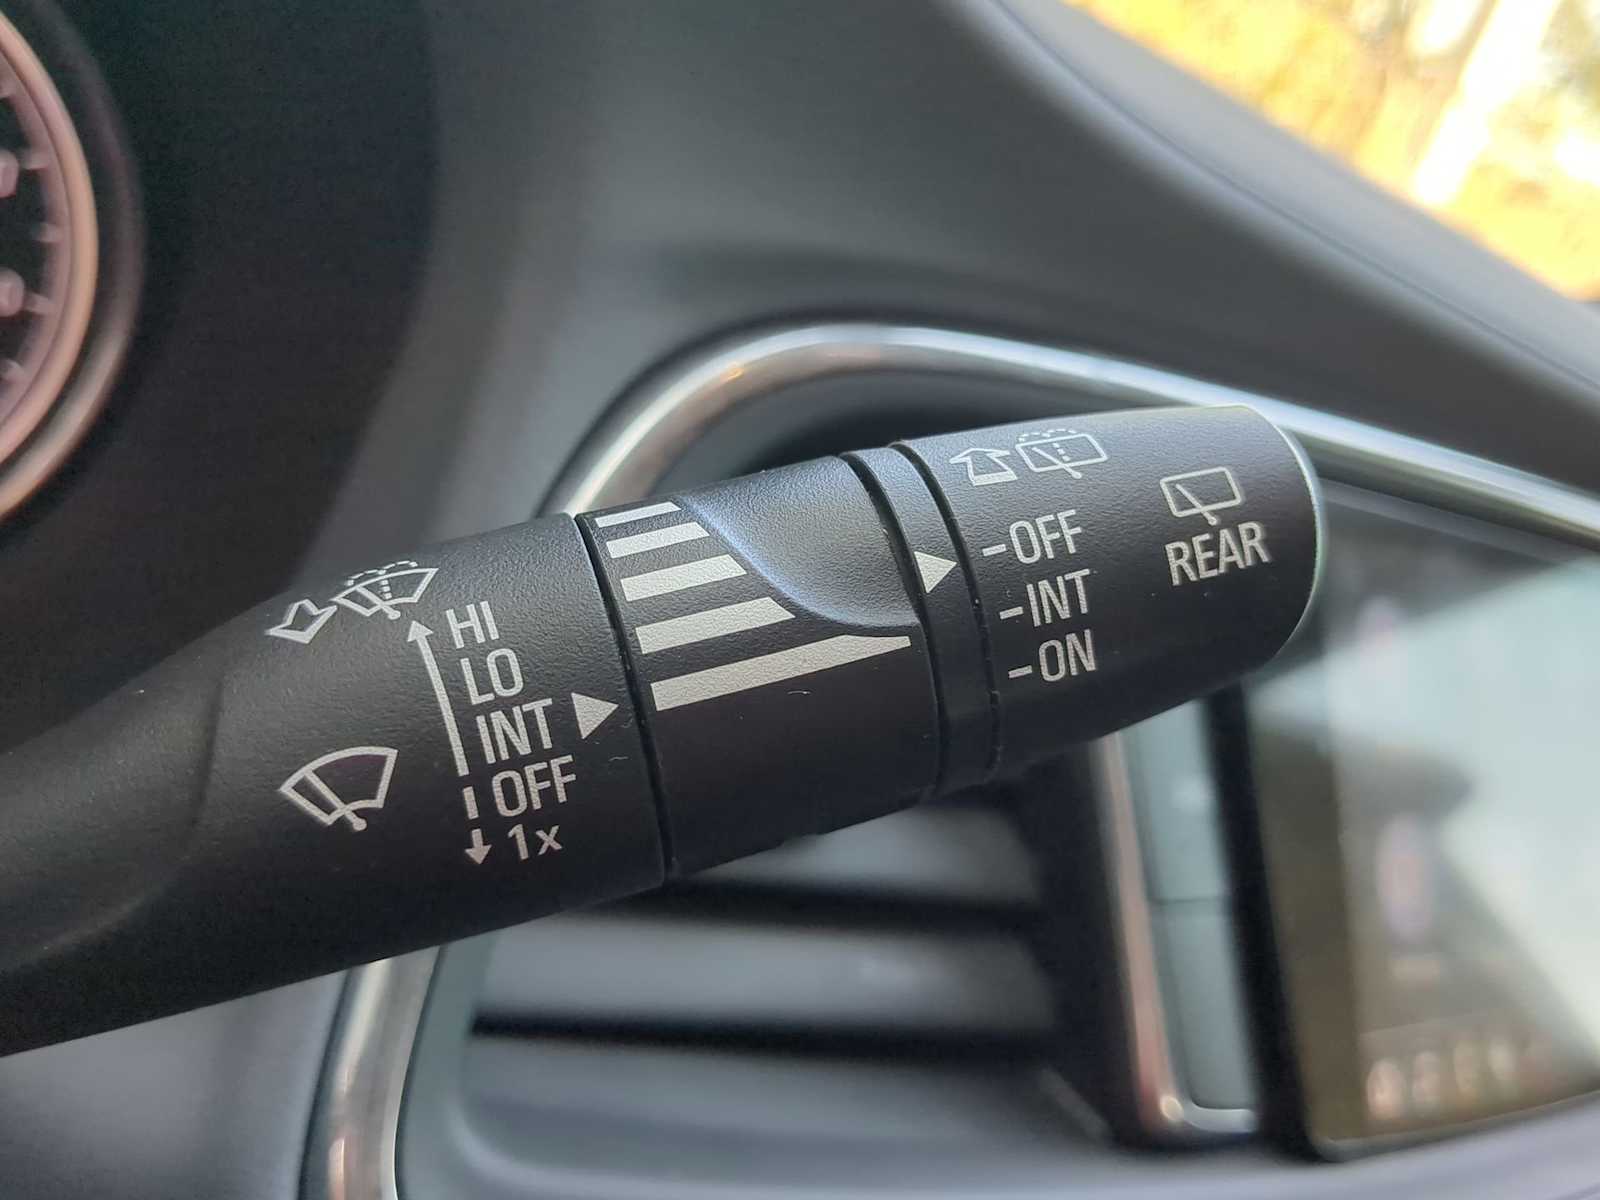 HI
LO
INT
OFF
1x
-OFF
-INT
-ON
REAR